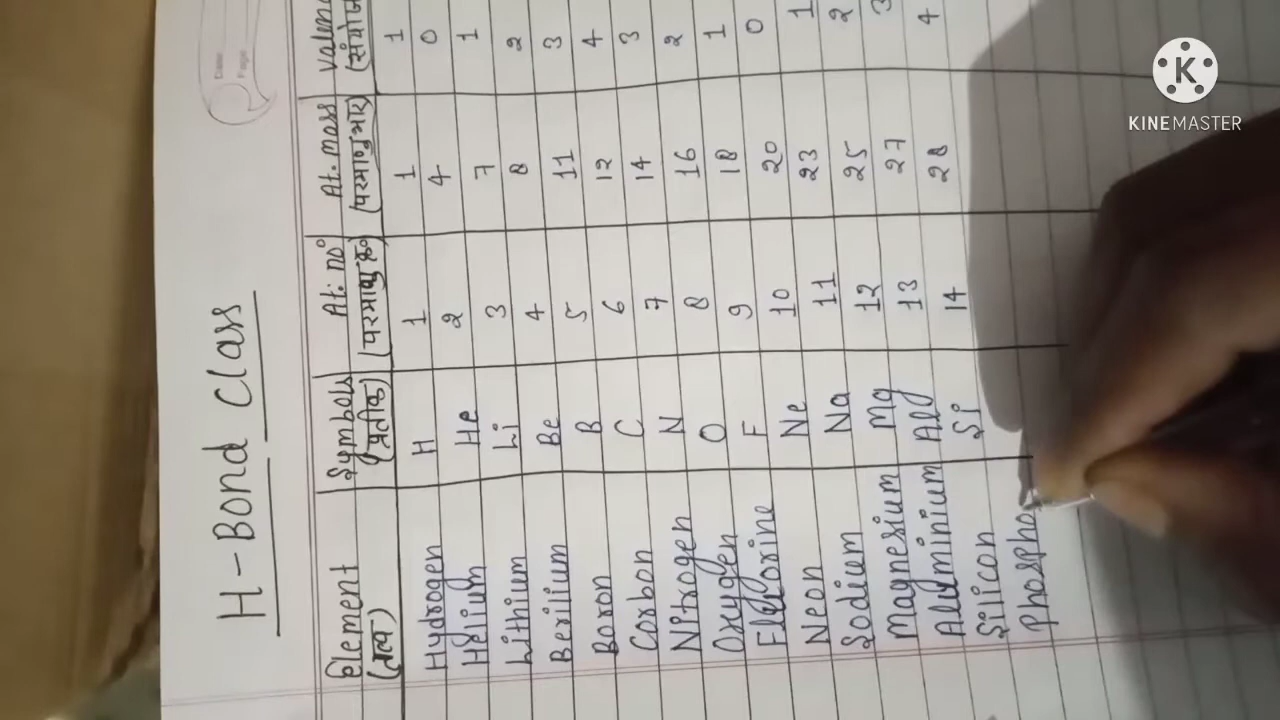 H-Bond Class
Date:
Page:
Element Symbols At. no At. mass Valen
(तत्व) (प्रतीक) (परमाणु क्र० (परमाणु भार) (संयोज
Hydrogen H 1 1 1
Helium He 2 4 0
Lithium Li 3 7 1
Berilium Be 4 8 2
Boron B 5 11 3
Carbon C 6 12 4
Nitrogen N 7 14 3
Oxygen O 8 16 2
Fluorine F 9 18 1
Neon Ne 10 20 0
Sodium Na 11 23 1
Magnesium Mg 12 25 2
Aluminium Al 13 27 3
Silicon Si 14 28 4
Phospho
K
KINEMASTER